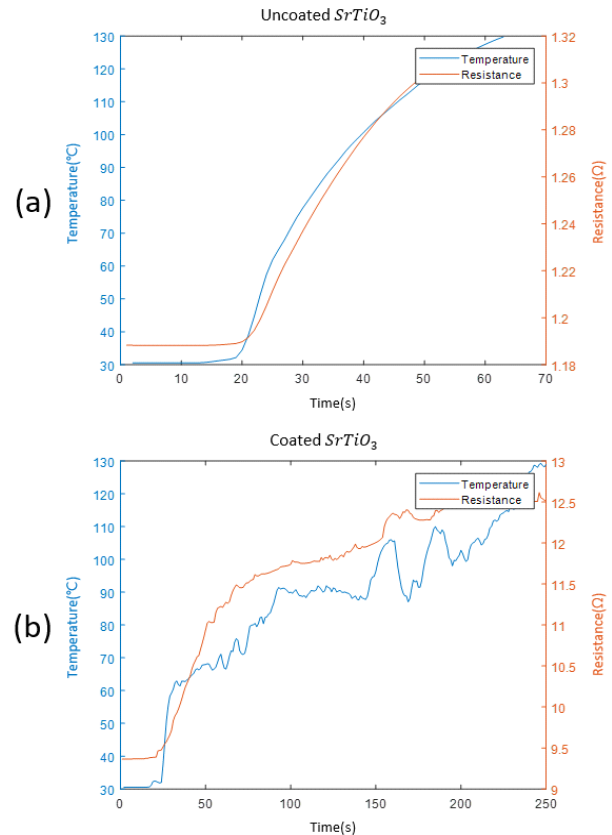 Uncoated SrTiO3
(a)
Temperature(℃)
130
120
110
100
90
80
70
60
50
40
30
Temperature
Resistance
1.32
1.3
1.28
1.26
1.24
1.22
1.2
1.18
Resistance(Ω)
0 10 20 30 40 50 60 70
Time(s)
Coated SrTiO3
(b)
Temperature(℃)
130
120
110
100
90
80
70
60
50
40
30
Temperature
Resistance
13
12.5
12
11.5
11
10.5
10
9.5
9
Resistance(Ω)
0 50 100 150 200 250
Time(s)